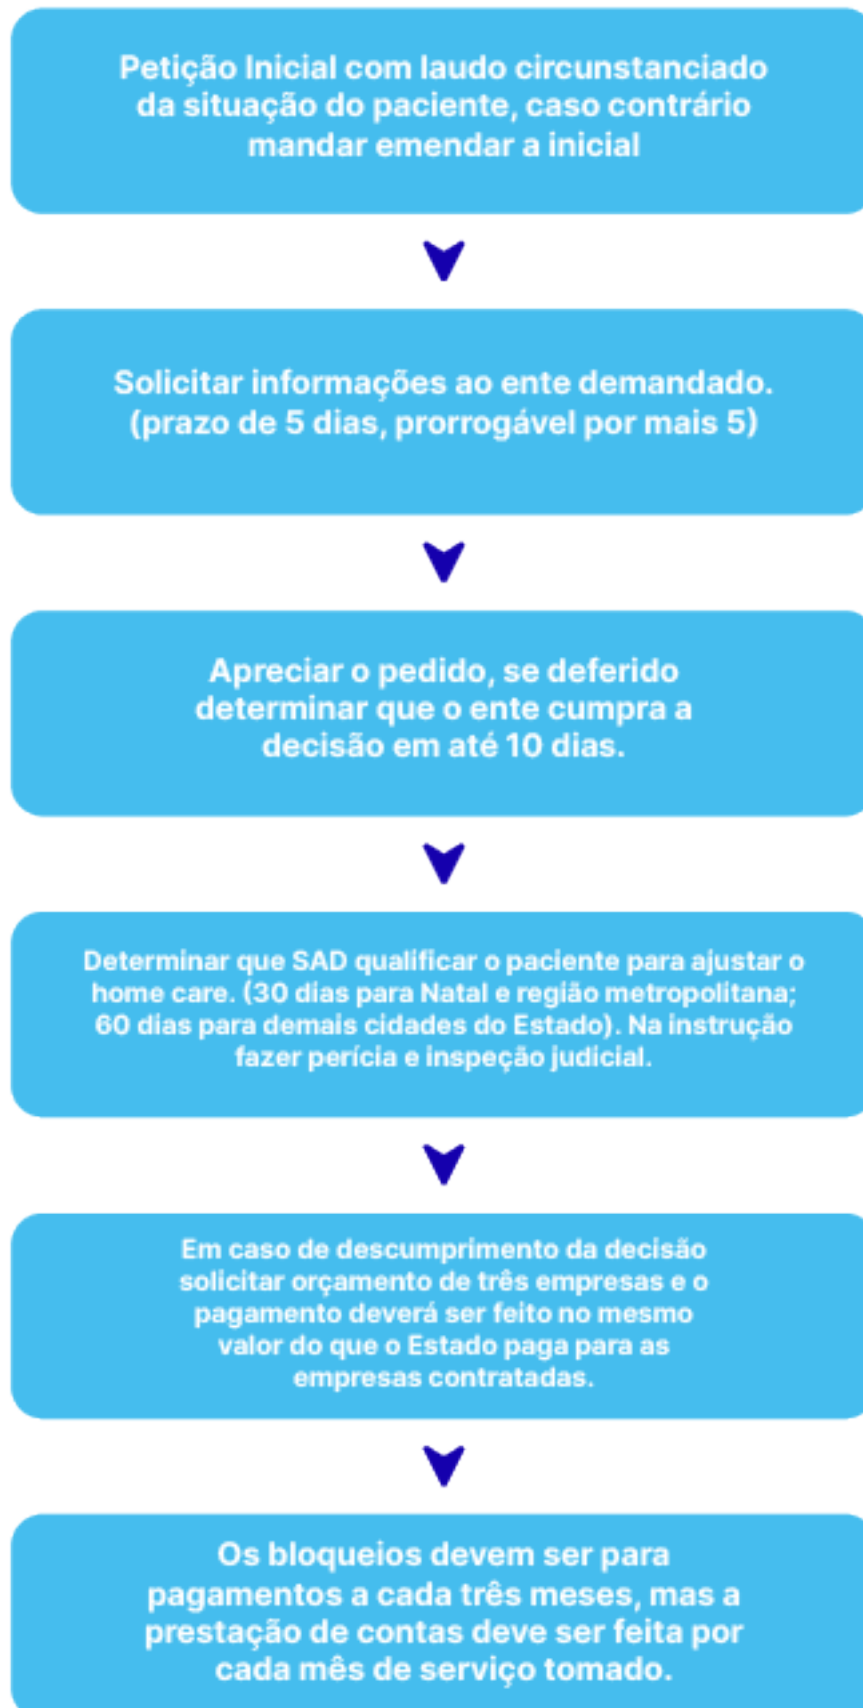 Petição Inicial com laudo circunstanciado
da situação do paciente, caso contrário
mandar emendar a inicial
Solicitar informações ao ente demandado.
(prazo de 5 dias, prorrogável por mais 5)
Apreciar o pedido, se deferido
determinar que o ente cumpra a
decisão em até 10 dias.
Determinar que SAD qualificar o paciente para ajustar o
home care. (30 dias para Natal e região metropolitana;
60 dias para demais cidades do Estado). Na instrução
fazer perícia e inspeção judicial.
Em caso de descumprimento da decisão
solicitar orçamento de três empresas e o
pagamento deverá ser feito no mesmo
valor do que o Estado paga para as
empresas contratadas.
Os bloqueios devem ser para
pagamentos a cada três meses, mas a
prestação de contas deve ser feita por
cada mês de serviço tomado.